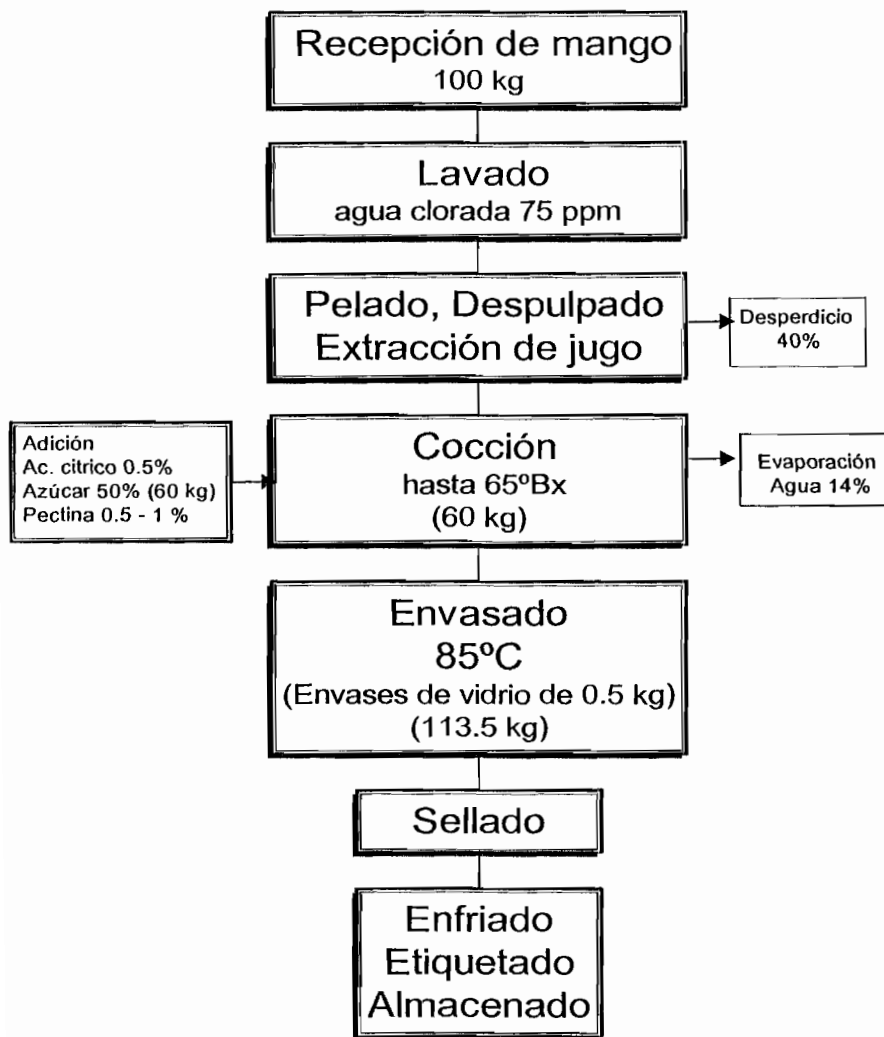 Recepción de mango
100 kg
Lavado
agua clorada 75 ppm
Pelado, Despulpado
Extracción de jugo
Desperdicio
40%
Adición
Ac. citrico 0.5%
Azúcar 50% (60 kg)
Pectina 0.5 - 1 %
Cocción
hasta 65ºBx
(60 kg)
Evaporación
Agua 14%
Envasado
85ºC
(Envases de vidrio de 0.5 kg)
(113.5 kg)
Sellado
Enfriado
Etiquetado
Almacenado